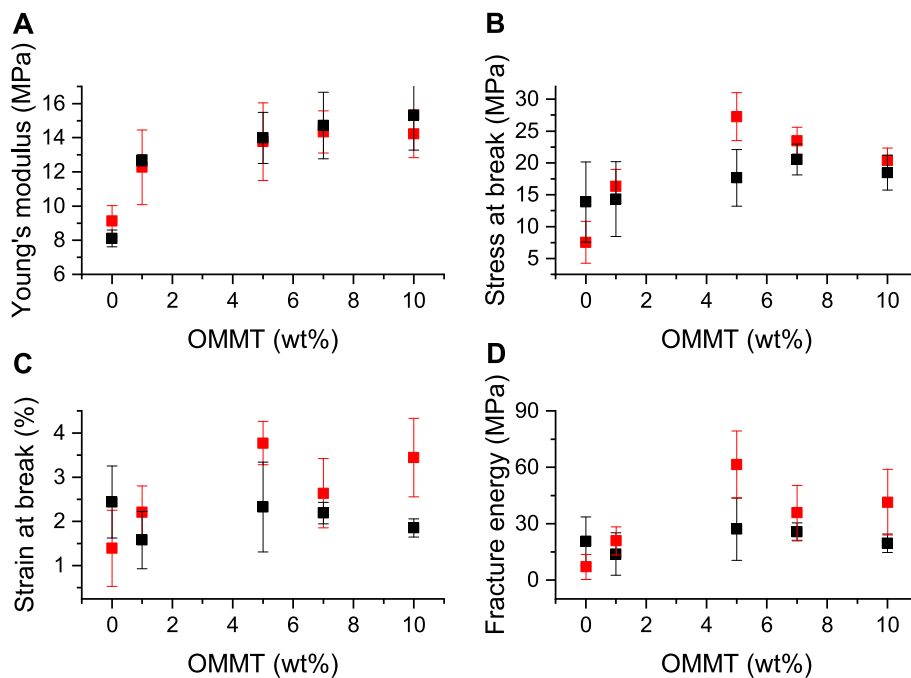 A
Young's modulus (MPa)
16
14
12
10
8
6
0 2 4 6 8 10
OMMT (wt%)
B
Stress at break (MPa)
30
25
20
15
10
5
0 2 4 6 8 10
OMMT (wt%)
C
Strain at break (%)
4
3
2
1
0 2 4 6 8 10
OMMT (wt%)
D
Fracture energy (MPa)
90
60
30
0
0 2 4 6 8 10
OMMT (wt%)